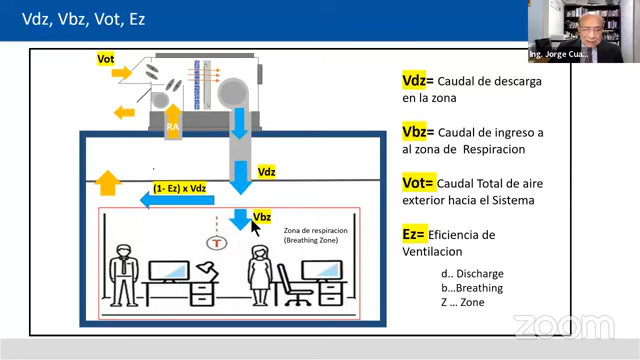 Vdz, Vbz, Vot, Ez
Ing. Jorge Cua...
Vot
RA
Vdz
(1- Ez) x Vdz
Vbz
Zona de respiracion
(Breathing Zone)
T
Vdz= Caudal de descarga
en la zona
Vbz= Caudal de ingreso a
al zona de Respiracion
Vot= Caudal Total de aire
exterior hacia el Sistema
Ez= Eficiencia de
Ventilacion
d.. Discharge
b...Breathing
Z ... Zone
zoom